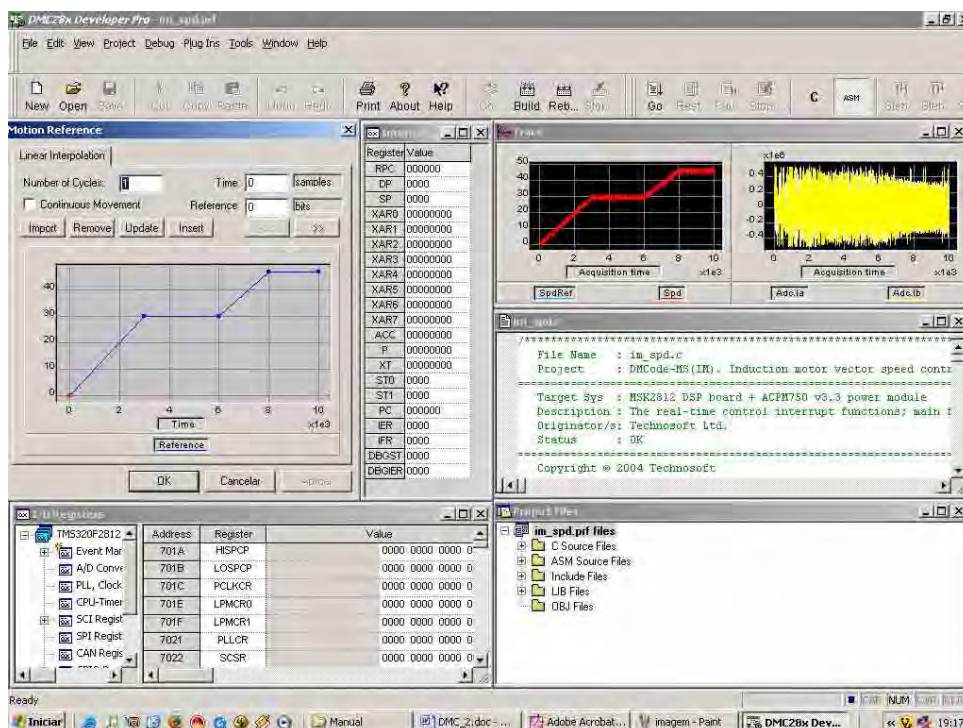 DMC28x Developer Pro - im_spd.prf
File Edit View Project Debug Plug Ins Tools Window Help
New Open Save Cut Copy Paste Undo Redo Print About Help Build Reb... Stop Go Rest Stop C ASM
Motion Reference
Linear Interpolation
Number of Cycles: 1 Time 0 samples
Continuous Movement Reference 0 bits
Import Remove Update Insert >>
40
30
20
10
0
0 2 4 6 8 10
Time x1e3
Reference
OK Cancelar
Register Value
RPC 000000
DP 0000
SP 0000
XAR0 00000000
XAR1 00000000
XAR2 00000000
XAR3 00000000
XAR4 00000000
XAR5 00000000
XAR6 00000000
XAR7 00000000
ACC 00000000
P 00000000
XT 00000000
ST0 0000
ST1 0000
PC 000000
IER 0000
IFR 0000
DBGST 0000
DBGIER 0000
Trace
50
40
30
20
10
0
0 2 4 6 8 10
Acquisition time x1e3
SpdRef Spd
x1e6
0.4
0.2
0
-0.2
-0.4
0 2 4 6 8 10
Acquisition time x1e3
Adc.Ia Adc.Ib
im_spd.c
File Name : im_spd.c
Project : DMCode-MS(IM). Induction motor vector speed contr
Target Sys : MSK2812 DSP board + ACPM750 v3.3 power module
Description : The real-time control interrupt functions; main f
Originator/s: Technosoft Ltd.
Status : OK
Copyright © 2004 Technosoft
I/O Registers
TMS320F2812
Event Mar
A/D Conve
PLL, Clock
CPU-Timer
SCI Regist
SPI Regist
CAN Regis
Address Register Value
701A HISPCP 0000 0000 0000 0
701B LOSPCP 0000 0000 0000 0
701C PCLKCR 0000 0000 0000 0
701E LPMCR0 0000 0000 0000 0
701F LPMCR1 0000 0000 0000 0
7021 PLLCR 0000 0000 0000 0
7022 SCSR 0000 0000 0000 0
Project Files
im_spd.prf files
C Source Files
ASM Source Files
Include Files
LIB Files
OBJ Files
Ready
CAP NUM
Iniciar Manual DMC_2.doc - ... Adobe Acrobat... imagem - Paint DMC28x Dev... 19:17